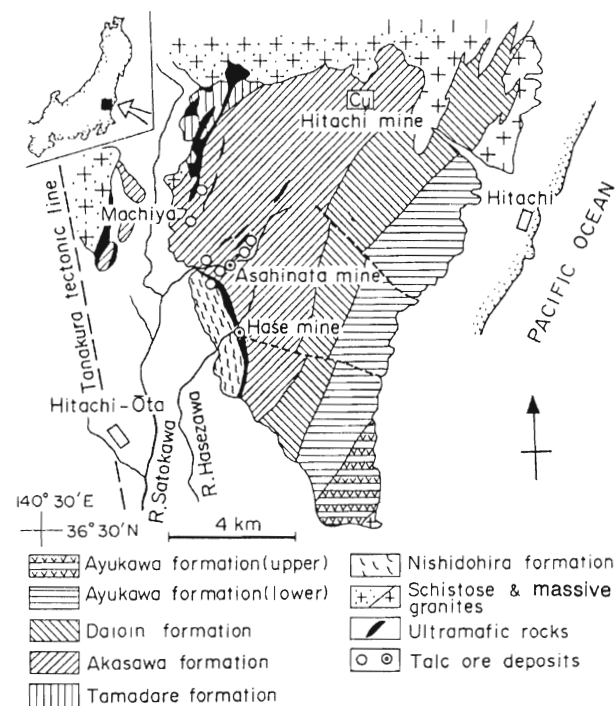 Cu
Hitachi mine
Machiya
Hitachi
Asahinata mine
Hase mine
Tanakura tectonic line
PACIFIC OCEAN
Hitachi-Ōta
R. Satokawa
R. Hasezawa
140° 30′E
36° 30′N
4 km
Ayukawa formation (upper)
Ayukawa formation (lower)
Daioin formation
Akasawa formation
Tamadare formation
Nishidohira formation
Schistose & massive
granites
Ultramafic rocks
Talc ore deposits